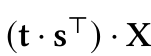 (t · s⊤) · X